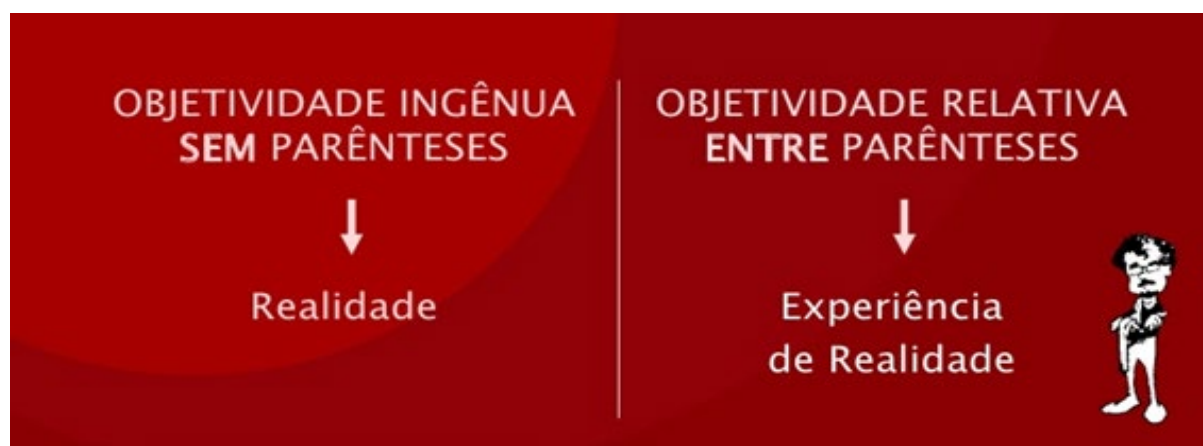 OBJETIVIDADE INGÊNUA
SEM PARÊNTESES
Realidade
OBJETIVIDADE RELATIVA
ENTRE PARÊNTESES
Experiência
de Realidade